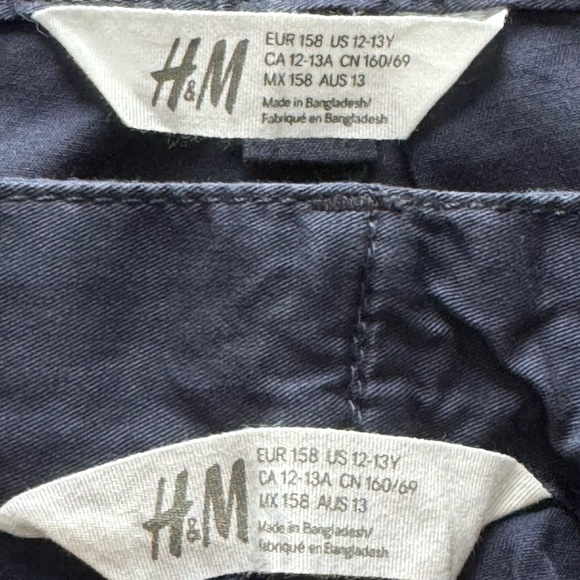 H&M
EUR 158 US 12-13Y
CA 12-13A CN 160/69
MX 158 AUS 13
Made in Bangladesh/
Fabriqué en Bangladesh
H&M
EUR 158 US 12-13Y
CA 12-13A CN 160/69
MX 158 AUS 13
Made in Bangladesh/
Fabriqué en Bangladesh